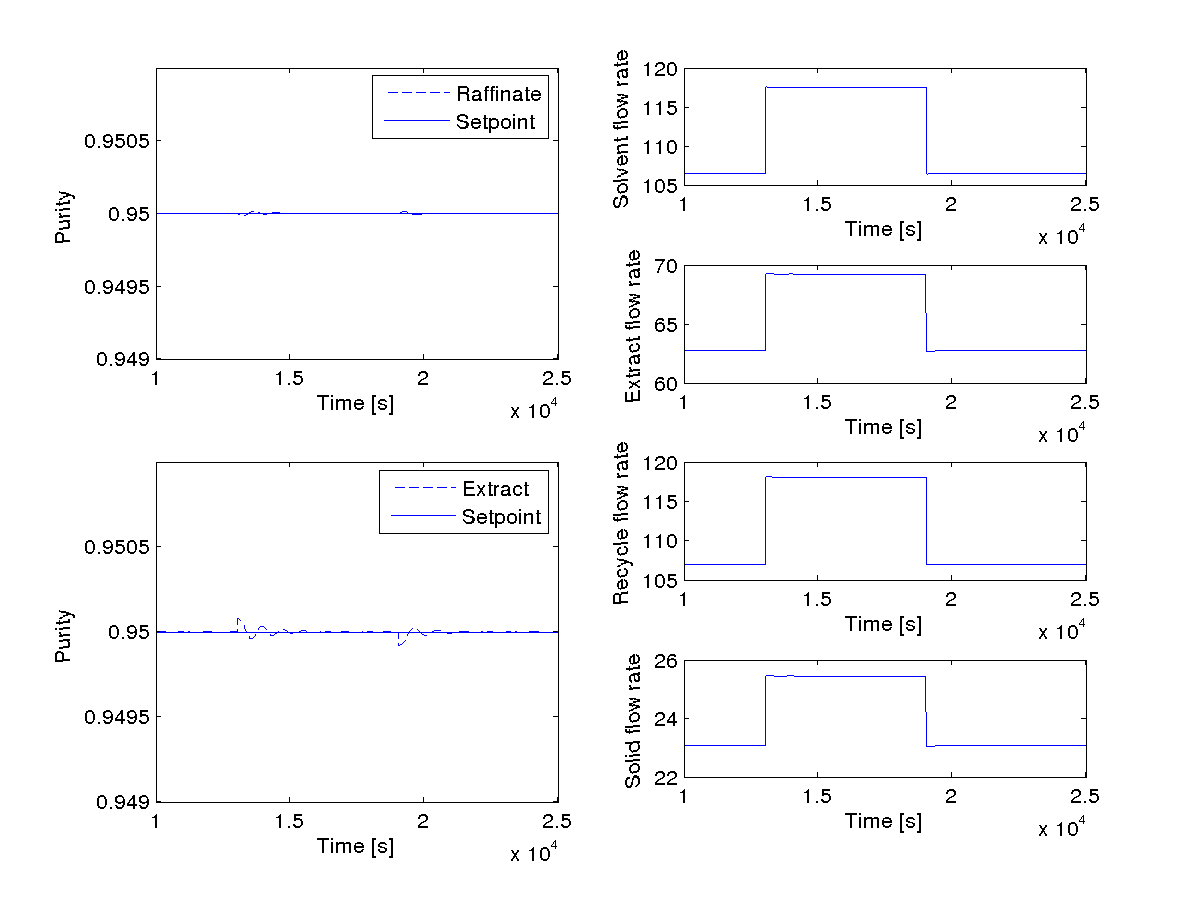 Raffinate
Setpoint
0.9505
0.95
0.9495
0.949
Purity
1 1.5 2 2.5
Time [s]
x 10^4
Extract
Setpoint
0.9505
0.95
0.9495
0.949
Purity
1 1.5 2 2.5
Time [s]
x 10^4
120
115
110
105
Solvent flow rate
1 1.5 2 2.5
Time [s]
x 10^4
70
65
60
Extract flow rate
1 1.5 2 2.5
Time [s]
x 10^4
120
115
110
105
Recycle flow rate
1 1.5 2 2.5
Time [s]
x 10^4
26
24
22
Solid flow rate
1 1.5 2 2.5
Time [s]
x 10^4